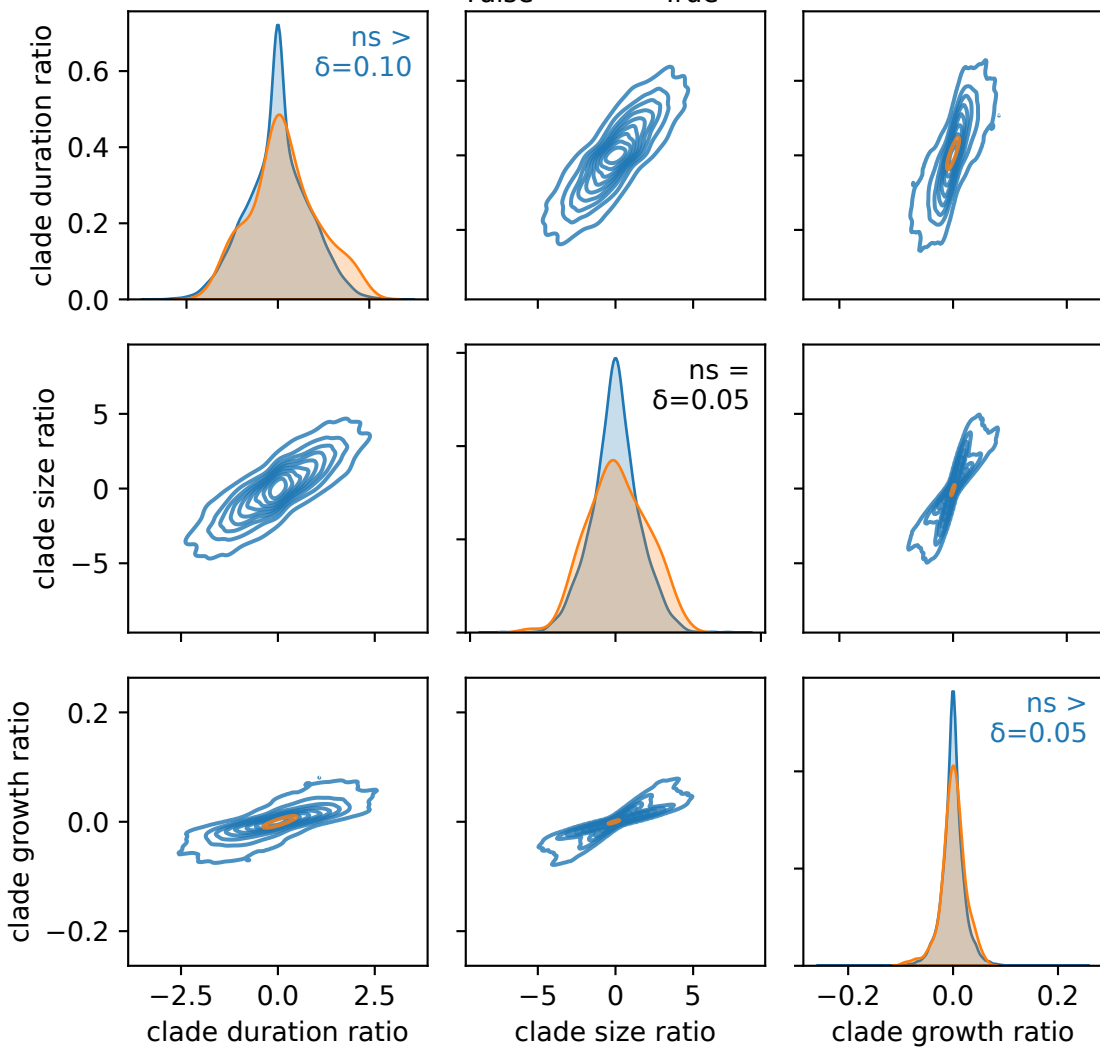 True
clade duration ratio
0.6
0.4
0.2
0.0
ns >
δ=0.10
clade size ratio
5
0
−5
ns =
δ=0.05
clade growth ratio
0.2
0.0
−0.2
ns >
δ=0.05
−2.5 0.0 2.5
clade duration ratio
−5 0 5
clade size ratio
−0.2 0.0 0.2
clade growth ratio